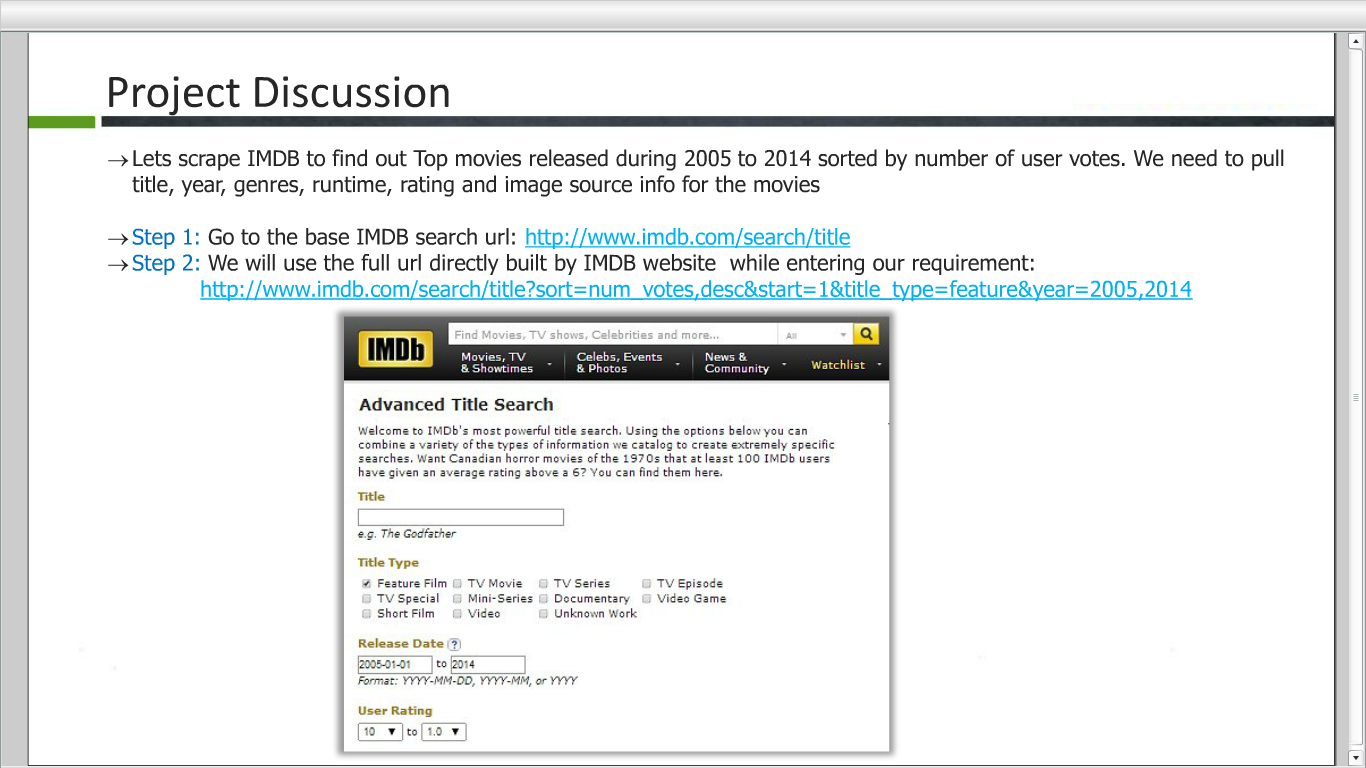 Project Discussion
→Lets scrape IMDB to find out Top movies released during 2005 to 2014 sorted by number of user votes. We need to pull
title, year, genres, runtime, rating and image source info for the movies
→Step 1: Go to the base IMDB search url: http://www.imdb.com/search/title
→Step 2: We will use the full url directly built by IMDB website while entering our requirement:
http://www.imdb.com/search/title?sort=num_votes,desc&start=1&title_type=feature&year=2005,2014
IMDb Find Movies, TV shows, Celebrities and more... All
Movies, TV Celebs, Events News &
& Showtimes & Photos Community Watchlist
Advanced Title Search
Welcome to IMDb's most powerful title search. Using the options below you can
combine a variety of the types of information we catalog to create extremely specific
searches. Want Canadian horror movies of the 1970s that at least 100 IMDb users
have given an average rating above a 6? You can find them here.
Title
e.g. The Godfather
Title Type
Feature Film TV Movie TV Series TV Episode
TV Special Mini-Series Documentary Video Game
Short Film Video Unknown Work
Release Date ?
2005-01-01 to 2014
Format: YYYY-MM-DD, YYYY-MM, or YYYY
User Rating
10 to 1.0